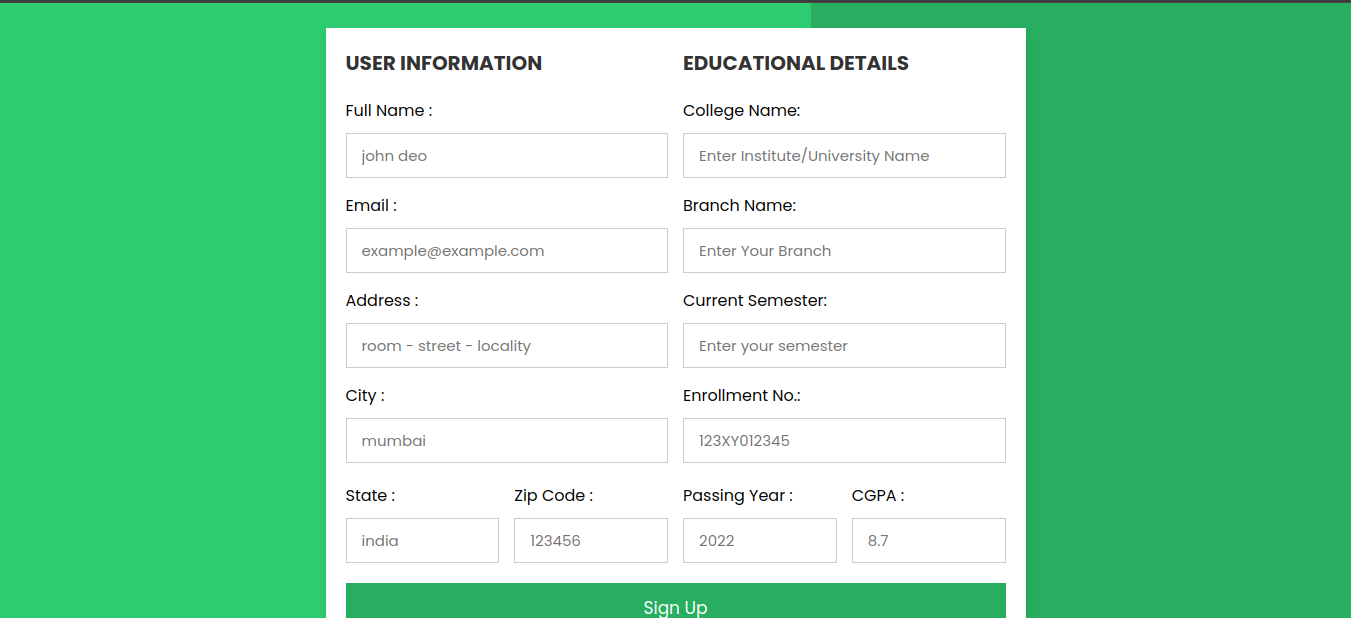 USER INFORMATION
Full Name :
john deo
Email :
example@example.com
Address :
room - street - locality
City :
mumbai
State :
Zip Code :
india
123456
EDUCATIONAL DETAILS
College Name:
Enter Institute/University Name
Branch Name:
Enter Your Branch
Current Semester:
Enter your semester
Enrollment No.:
123XY012345
Passing Year :
CGPA :
2022
8.7
Sign Up